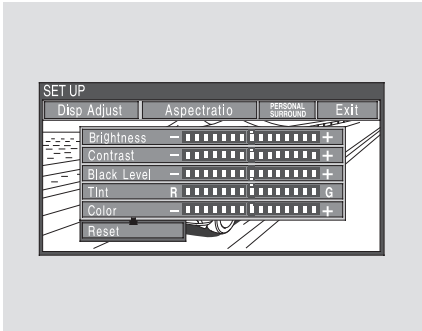 SET UP
Disp Adjust Aspectratio PERSONAL SURROUND Exit
Brightness − +
Contrast − +
Black Level − +
TInt R G
Color − +
Reset